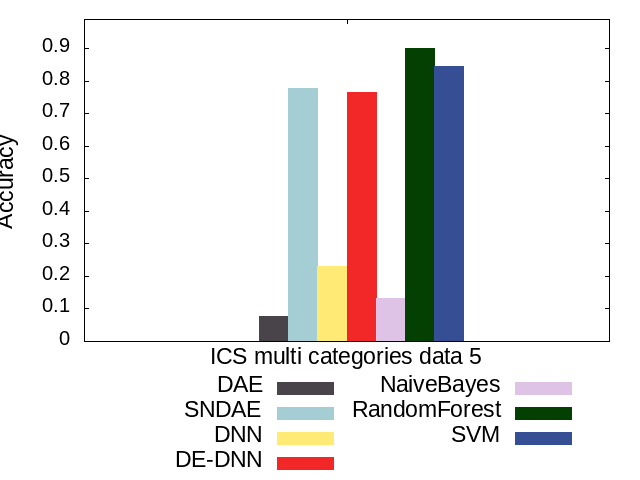 0.9
0.8
0.7
0.6
0.5
0.4
0.3
0.2
0.1
0
Accuracy
ICS multi categories data 5
DAE
SNDAE
DNN
DE-DNN
NaiveBayes
RandomForest
SVM